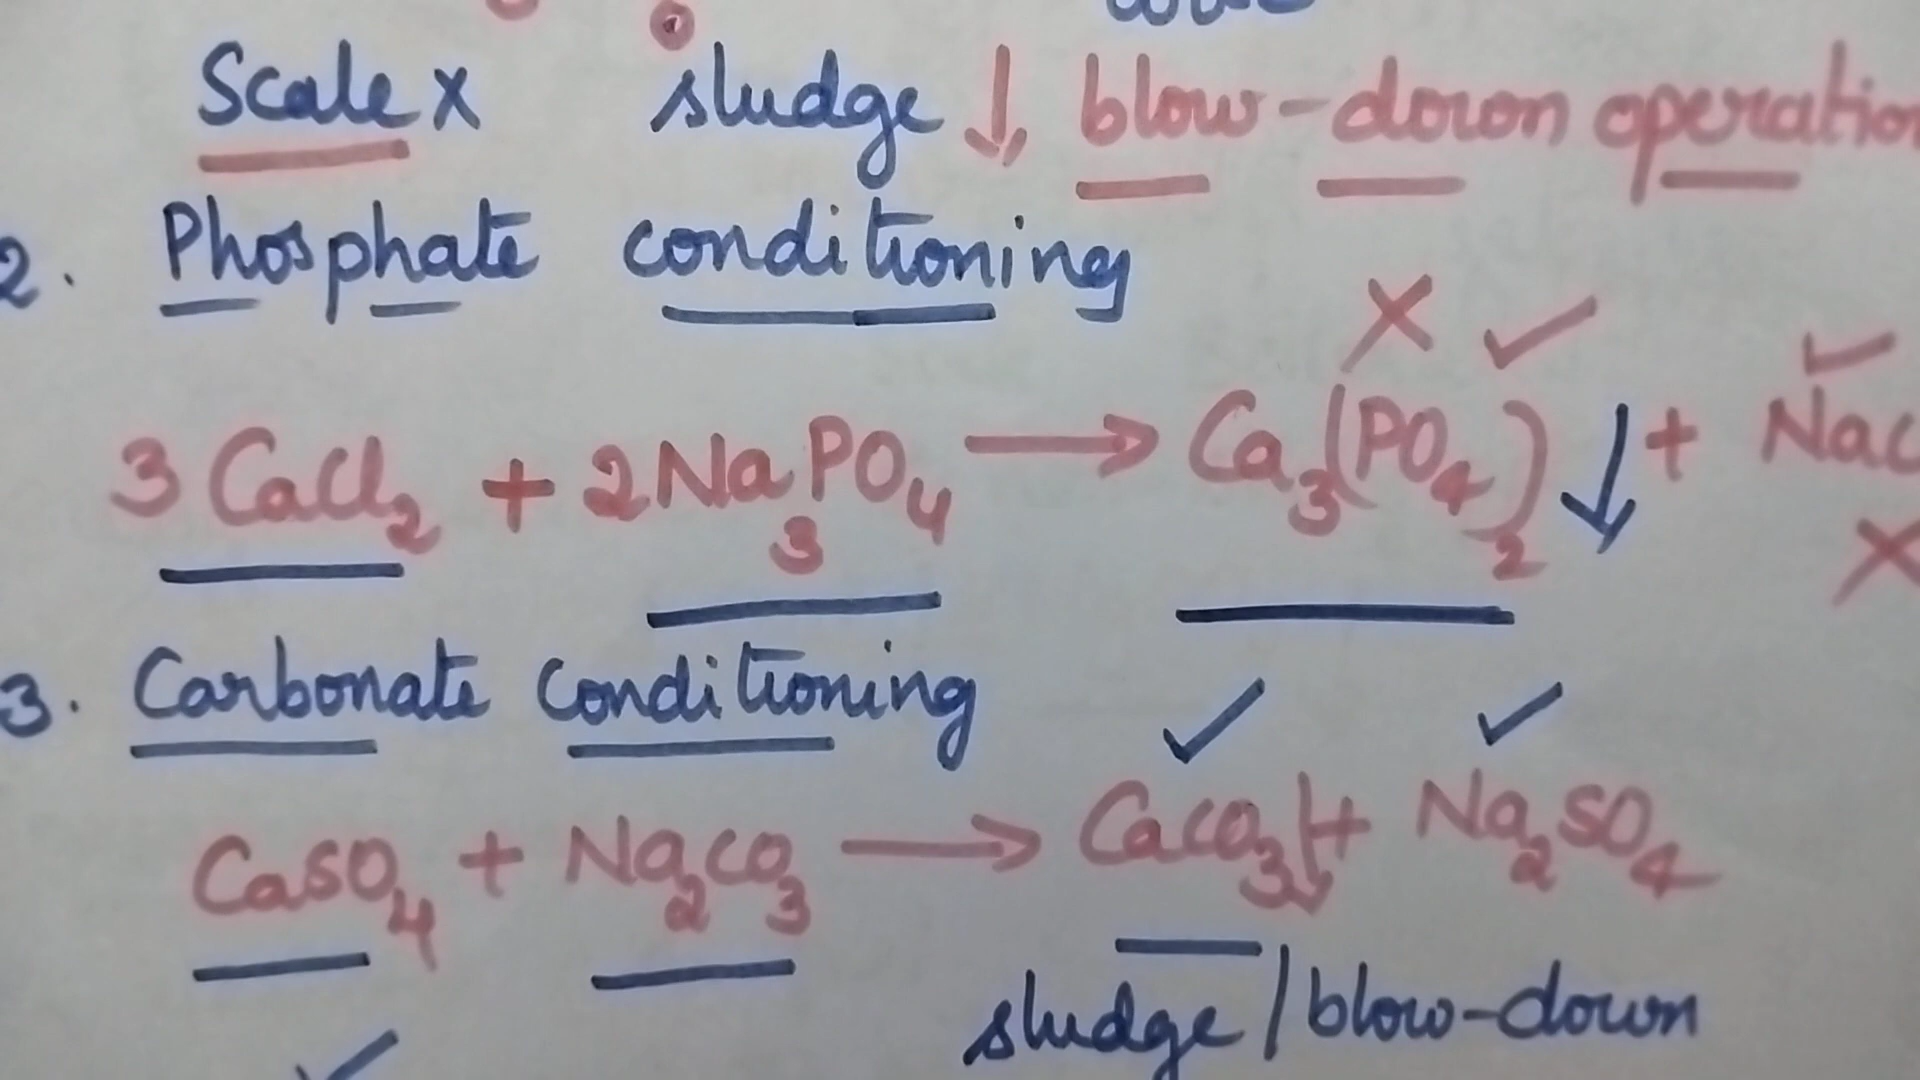 Scale x sludge ↓ blow-down operation
2. Phosphate conditioning
3 CaCl₂ + 2Na₃PO₄ → Ca₃(PO₄)₂ ↓ + NaC
3. Carbonate Conditioning
CaSO₄ + Na₂CO₃ → CaCO₃↓ + Na₂SO₄
sludge / blow-down